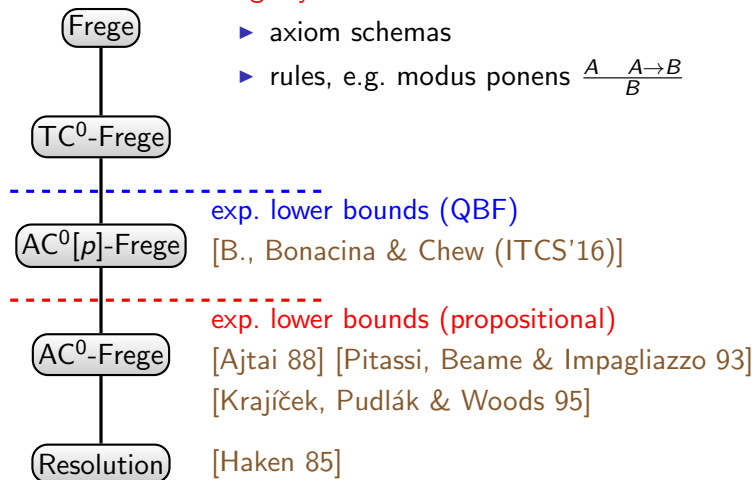 Frege
▶ axiom schemas
▶ rules, e.g. modus ponens A A→B / B
TC⁰-Frege
exp. lower bounds (QBF)
AC⁰[p]-Frege [B., Bonacina & Chew (ITCS'16)]
exp. lower bounds (propositional)
AC⁰-Frege [Ajtai 88] [Pitassi, Beame & Impagliazzo 93]
[Krajíček, Pudlák & Woods 95]
Resolution [Haken 85]